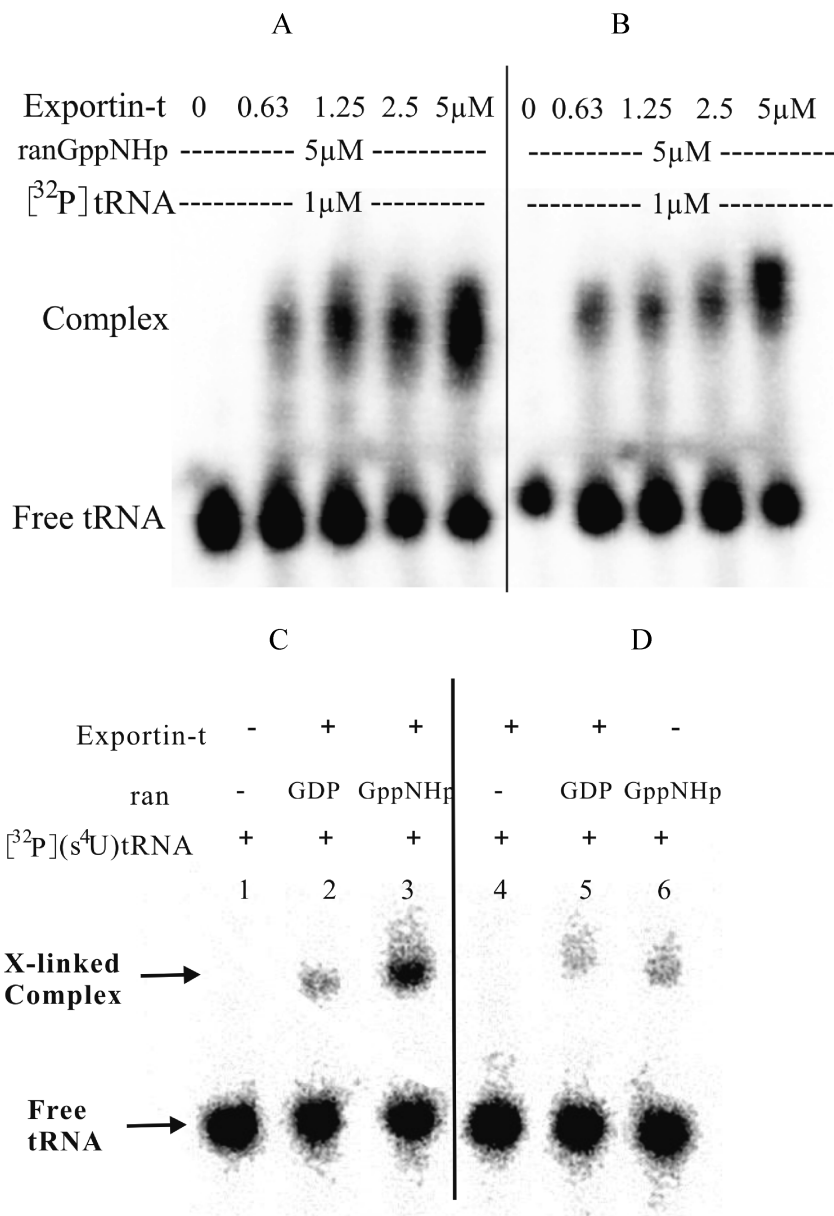 A B
Exportin-t 0 0.63 1.25 2.5 5µM 0 0.63 1.25 2.5 5µM
ranGppNHp ---------- 5µM ---------- ---------- 5µM ----------
[³²P]tRNA ---------- 1µM ---------- ---------- 1µM ----------
Complex
Free tRNA
C D
Exportin-t - + + + + -
ran - GDP GppNHp - GDP GppNHp
[³²P](s⁴U)tRNA + + + + + +
1 2 3 4 5 6
X-linked
Complex
Free
tRNA